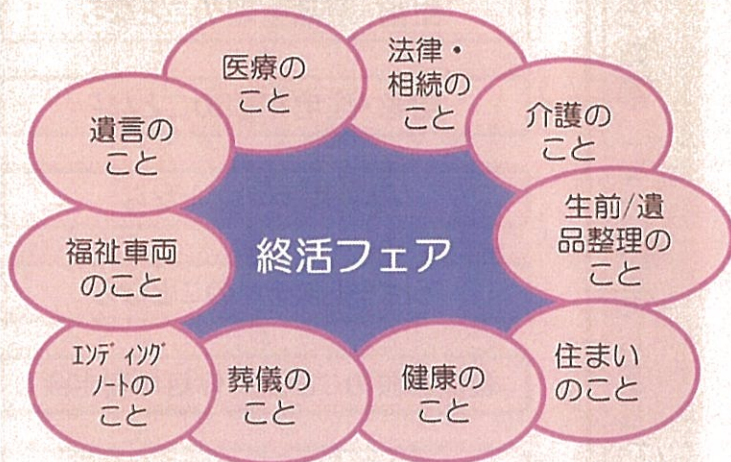 医療の
こと
法律・
相続の
こと
介護の
こと
生前/遺
品整理の
こと
住まい
のこと
健康の
こと
葬儀の
こと
ｴﾝﾃﾞｨﾝｸﾞ
ﾉｰﾄの
こと
福祉車両
のこと
遺言の
こと
終活フェア